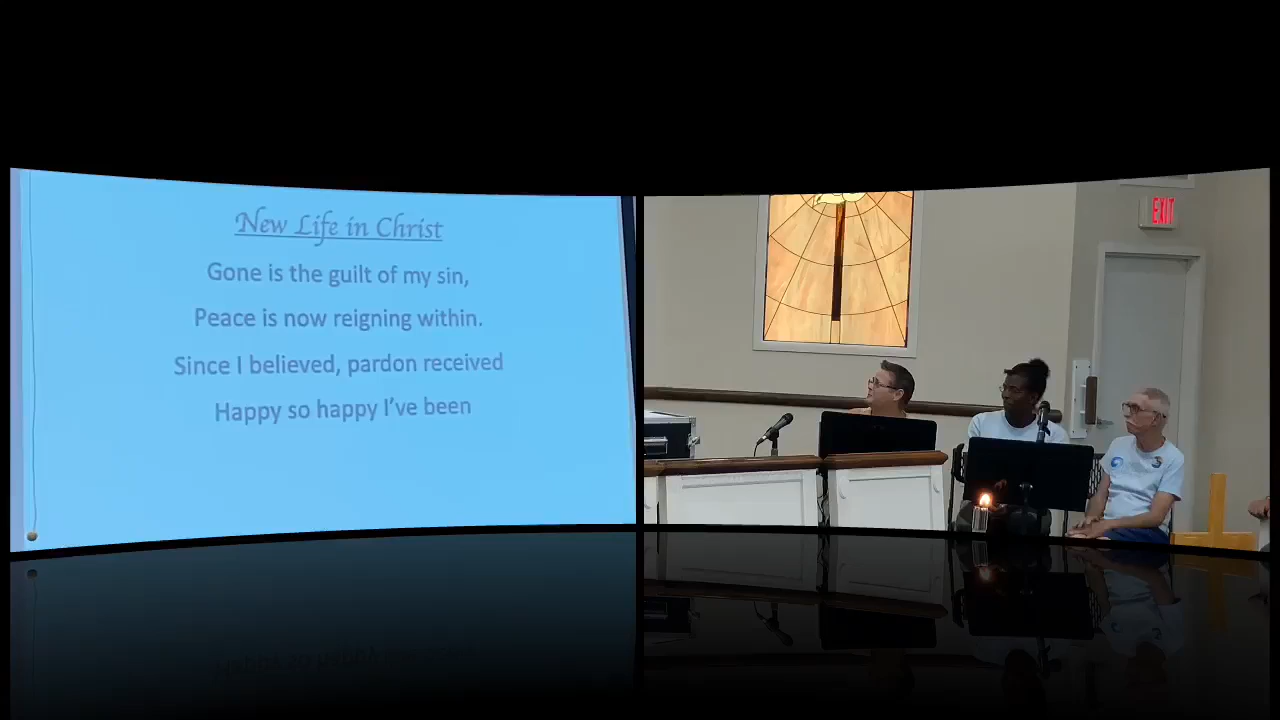 New Life in Christ
Gone is the guilt of my sin,
Peace is now reigning within.
Since I believed, pardon received
Happy so happy I've been
EXIT